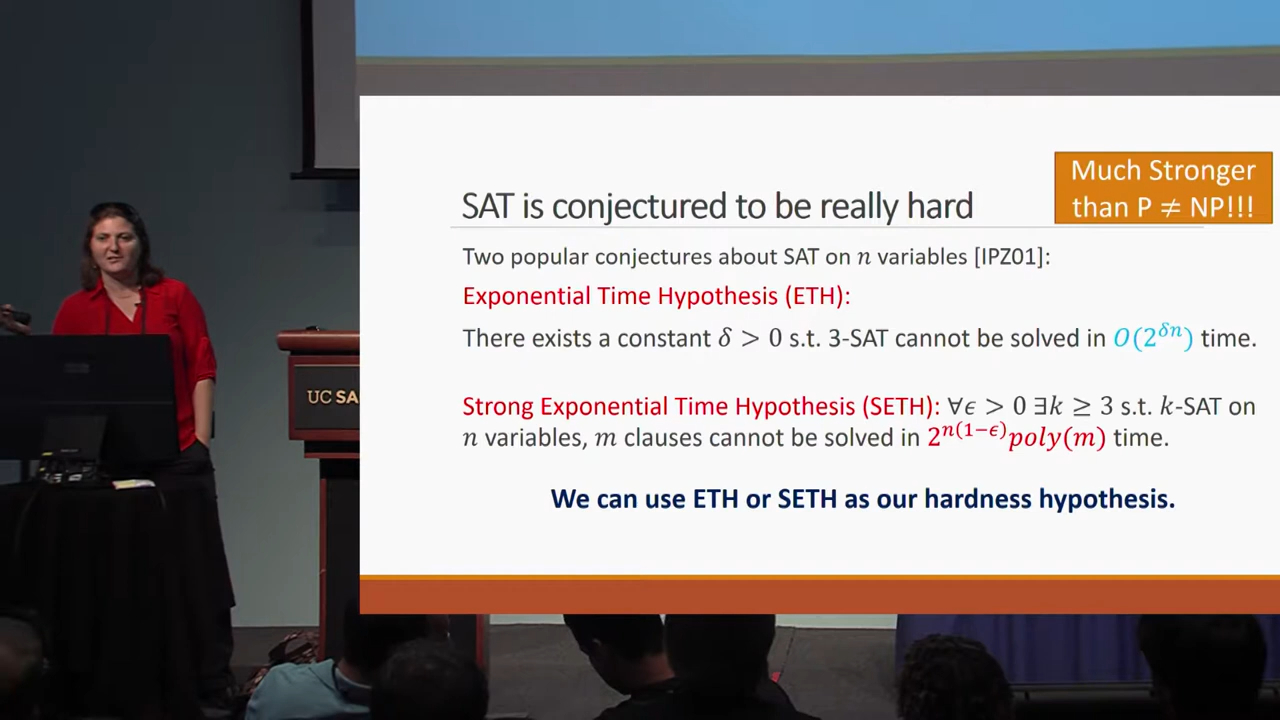 SAT is conjectured to be really hard
Much Stronger
than P ≠ NP!!!
Two popular conjectures about SAT on n variables [IPZ01]:
Exponential Time Hypothesis (ETH):
There exists a constant δ > 0 s.t. 3-SAT cannot be solved in O(2^{δn}) time.
Strong Exponential Time Hypothesis (SETH): ∀ϵ > 0 ∃k ≥ 3 s.t. k-SAT on
n variables, m clauses cannot be solved in 2^{n(1−ϵ)}poly(m) time.
We can use ETH or SETH as our hardness hypothesis.
UC SA